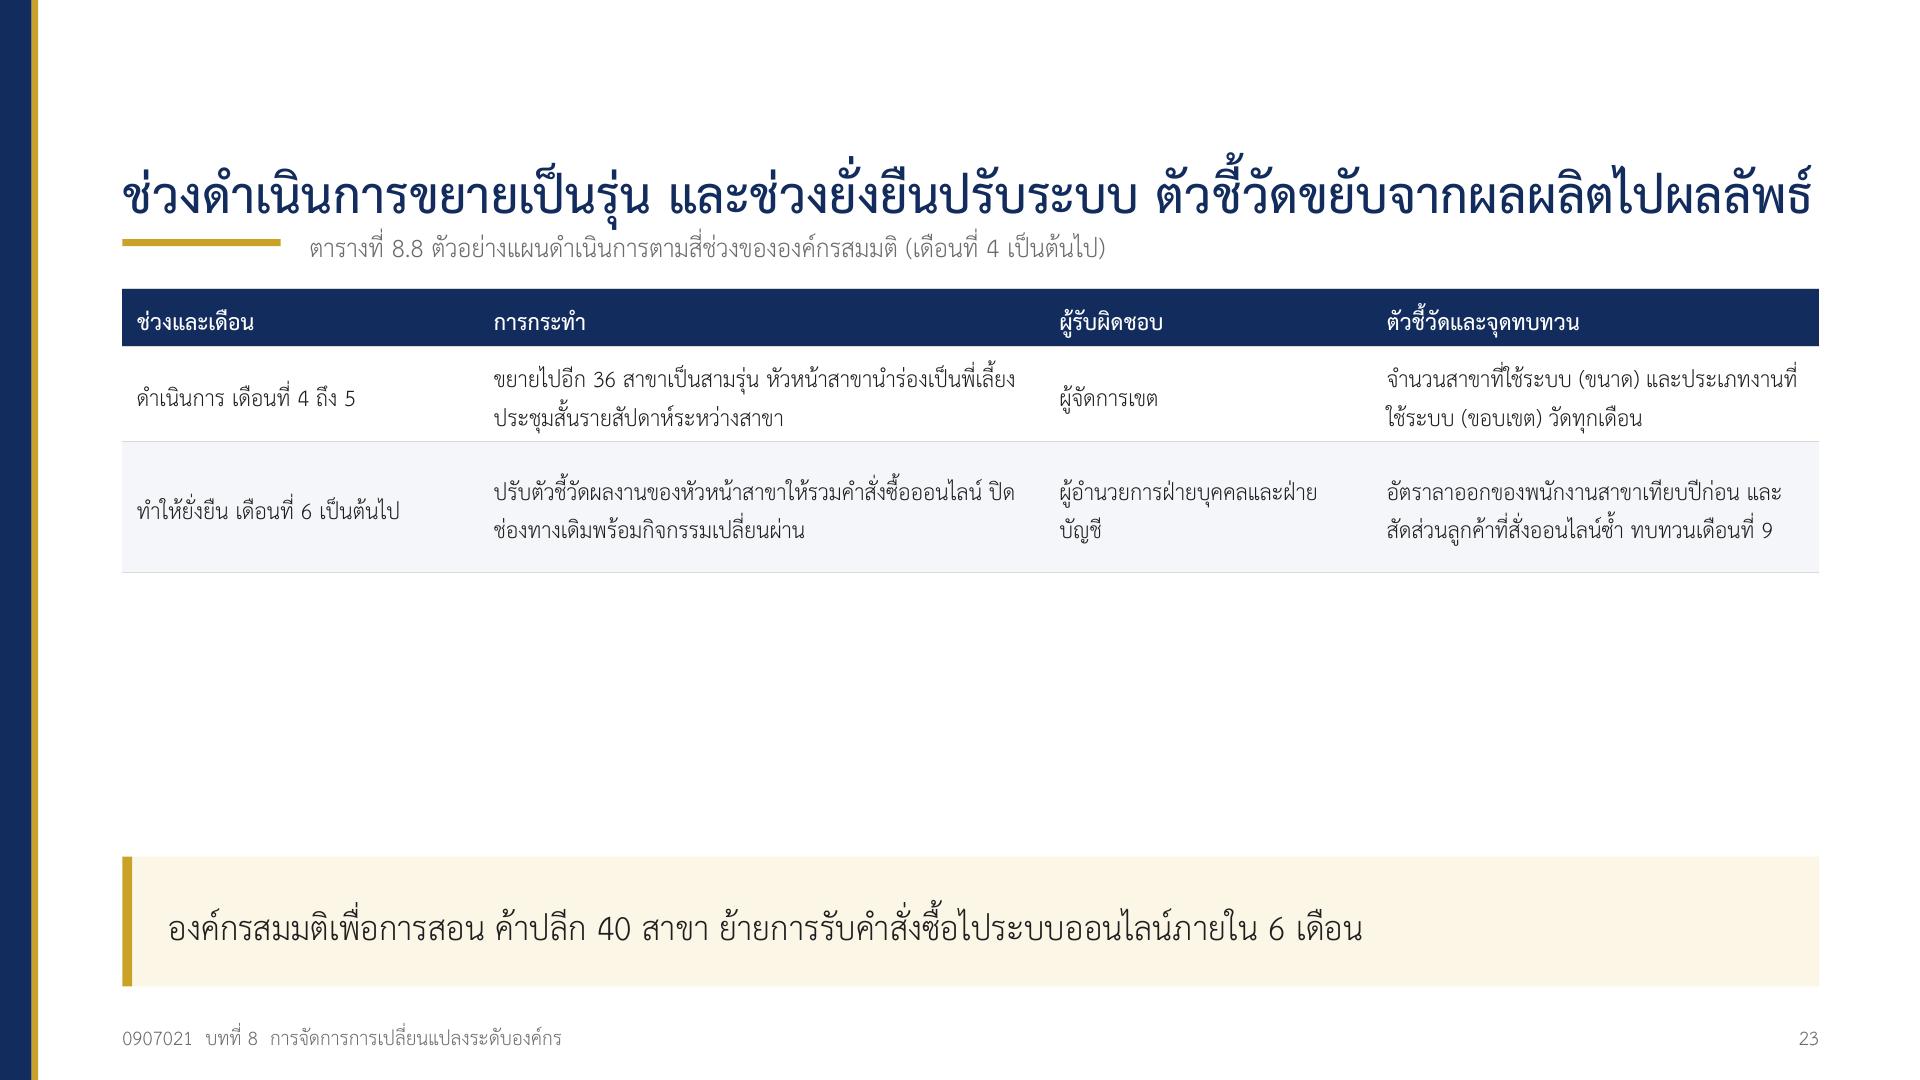 ช่วงดำเนินการขยายเป็นรุ่น และช่วงยั่งยืนปรับระบบ ตัวชี้วัดขยับจากผลผลิตไปผลลัพธ์
ตารางที่ 8.8 ตัวอย่างแผนดำเนินการตามสี่ช่วงขององค์กรสมมติ (เดือนที่ 4 เป็นต้นไป)
ช่วงและเดือน การกระทำ ผู้รับผิดชอบ ตัวชี้วัดและจุดทบทวน
ดำเนินการ เดือนที่ 4 ถึง 5
ขยายไปอีก 36 สาขาเป็นสามรุ่น หัวหน้าสาขานำร่องเป็นพี่เลี้ยง
ประชุมสั้นรายสัปดาห์ระหว่างสาขา
ผู้จัดการเขต
จำนวนสาขาที่ใช้ระบบ (ขนาด) และประเภทงานที่
ใช้ระบบ (ขอบเขต) วัดทุกเดือน
ทำให้ยั่งยืน เดือนที่ 6 เป็นต้นไป
ปรับตัวชี้วัดผลงานของหัวหน้าสาขาให้รวมคำสั่งซื้อออนไลน์ ปิด
ช่องทางเดิมพร้อมกิจกรรมเปลี่ยนผ่าน
ผู้อำนวยการฝ่ายบุคคลและฝ่าย
บัญชี
อัตราลาออกของพนักงานสาขาเทียบปีก่อน และ
สัดส่วนลูกค้าที่สั่งออนไลน์ซ้ำ ทบทวนเดือนที่ 9
องค์กรสมมติเพื่อการสอน ค้าปลีก 40 สาขา ย้ายการรับคำสั่งซื้อไประบบออนไลน์ภายใน 6 เดือน
0907021 บทที่ 8 การจัดการการเปลี่ยนแปลงระดับองค์กร
23